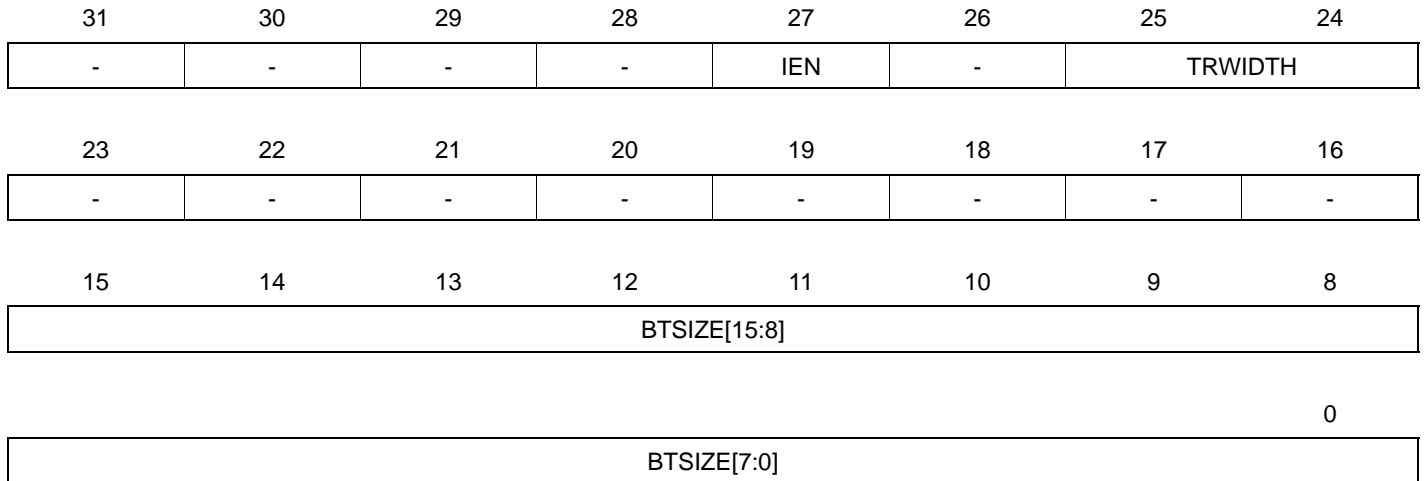 31 30 29 28 27 26 25 24
- - - - IEN - TRWIDTH
23 22 21 20 19 18 17 16
- - - - - - - -
15 14 13 12 11 10 9 8
BTSIZE[15:8]
0
BTSIZE[7:0]